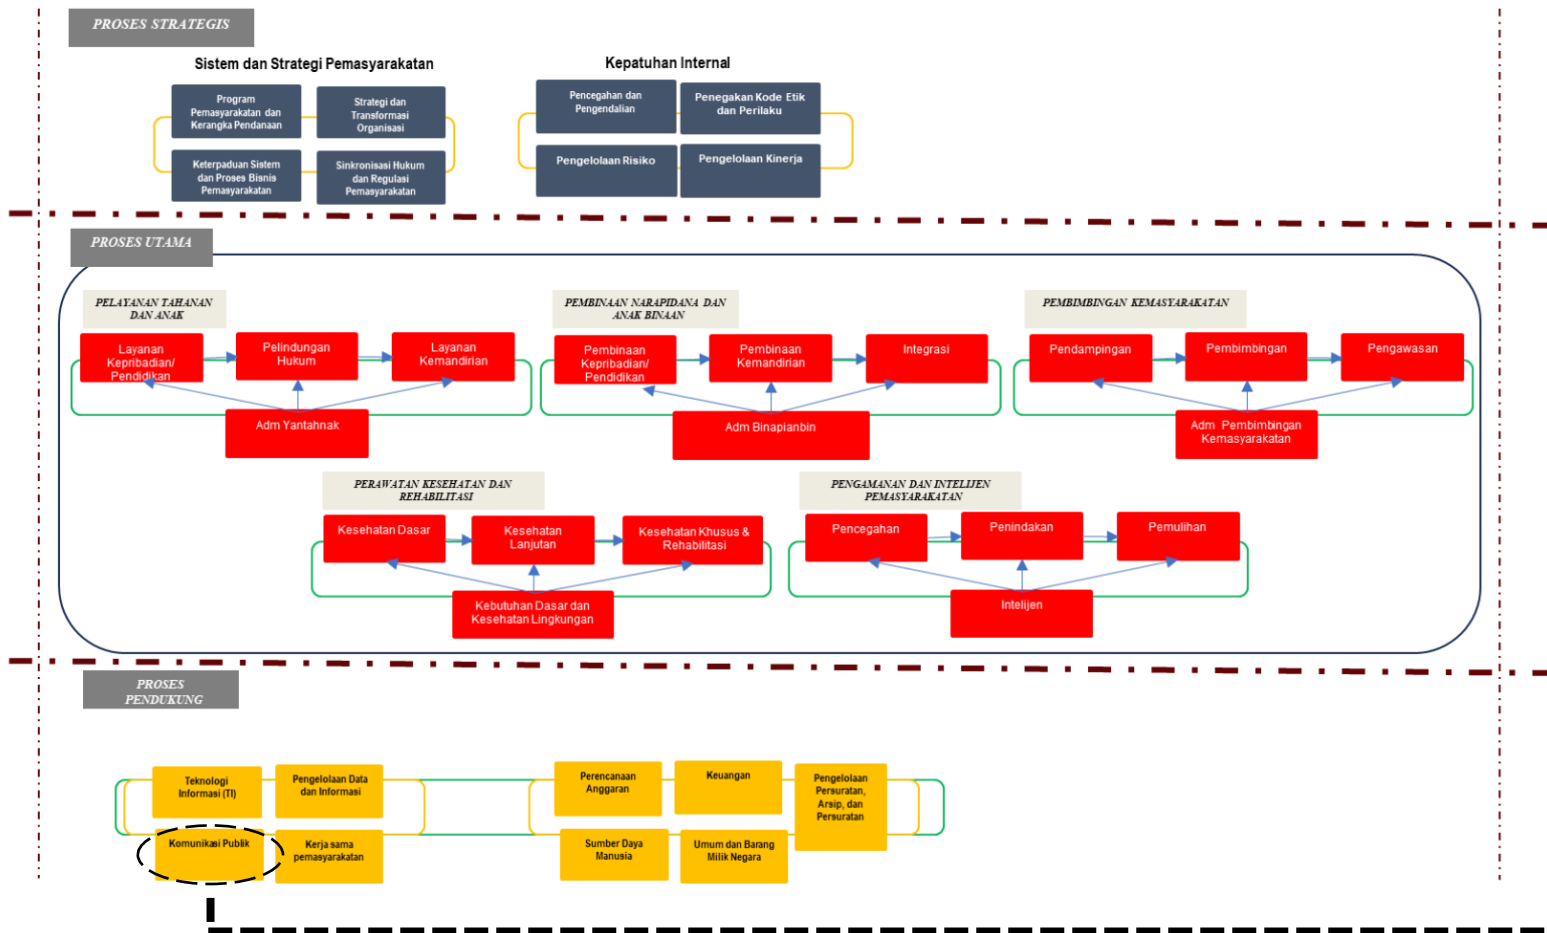 PROSES STRATEGIS
Sistem dan Strategi Pemasyarakatan
Program
Pemasyarakatan dan
Kerangka Pendanaan
Strategi dan
Transformasi
Organisasi
Keterpaduan Sistem
dan Proses Bisnis
Pemasyarakatan
Sinkronisasi Hukum
dan Regulasi
Pemasyarakatan
Kepatuhan Internal
Pencegahan dan
Pengendalian
Penegakan Kode Etik
dan Perilaku
Pengelolaan Risiko
Pengelolaan Kinerja
PROSES UTAMA
PELAYANAN TAHANAN
DAN ANAK
Layanan
Kepribadian/
Pendidikan
Pelindungan
Hukum
Layanan
Kemandirian
Adm Yantahnak
PEMBINAAN NARAPIDANA DAN
ANAK BINAAN
Pembinaan
Kepribadian/
Pendidikan
Pembinaan
Kemandirian
Integrasi
Adm Binapianbin
PEMBIMBINGAN KEMASYARAKATAN
Pendampingan
Pembimbingan
Pengawasan
Adm Pembimbingan
Kemasyarakatan
PERAWATAN KESEHATAN DAN
REHABILITASI
Kesehatan Dasar
Kesehatan
Lanjutan
Kesehatan Khusus &
Rehabilitasi
Kebutuhan Dasar dan
Kesehatan Lingkungan
PENGAMANAN DAN INTELIJEN
PEMASYARAKATAN
Pencegahan
Penindakan
Pemulihan
Intelijen
PROSES
PENDUKUNG
Teknologi
Informasi (TI)
Pengelolaan Data
dan Informasi
Komunikasi Publik
Kerja sama
pemasyarakatan
Perencanaan
Anggaran
Keuangan
Pengelolaan
Persuratan,
Arsip, dan
Persuratan
Sumber Daya
Manusia
Umum dan Barang
Milik Negara